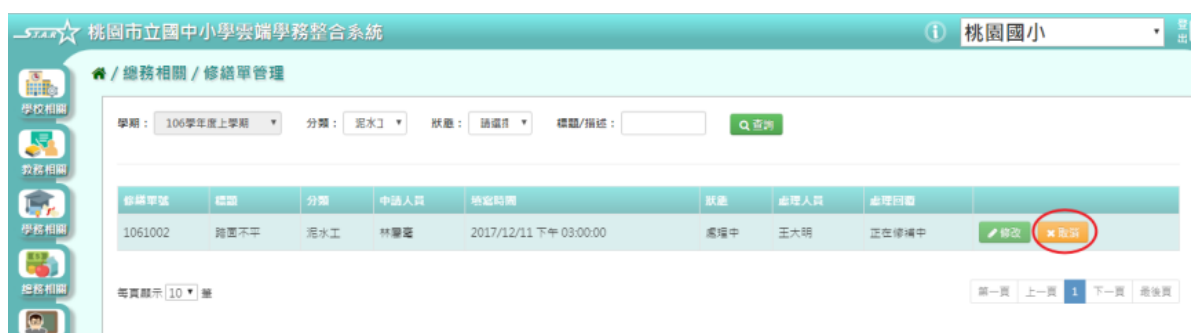 STAR 桃園市立國中小學雲端學務整合系統 桃園國小 登出
/ 總務相關 / 修繕單管理
學校相關
學期： 106學年度上學期 分類： 泥水工 狀態： 標題/描述： 查詢
教務相關
修繕單號 標題 分類 申請人員 填寫時間 狀態 處理人員 處理回覆
學務相關
1061002 路面不平 泥水工 2017/12/11 下午 03:00:00 處理中 王大明 正在修補中 修改 取消
總務相關
每頁顯示 10 筆 第一頁 上一頁 1 下一頁 最後頁